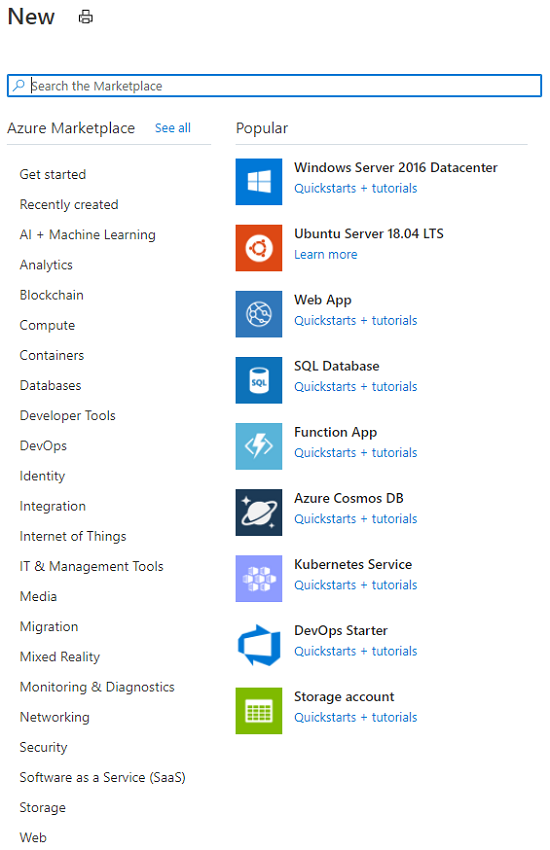 New
Search the Marketplace
Azure Marketplace
See all
Get started
Recently created
AI + Machine Learning
Analytics
Blockchain
Compute
Containers
Databases
Developer Tools
DevOps
Identity
Integration
Internet of Things
IT & Management Tools
Media
Migration
Mixed Reality
Monitoring & Diagnostics
Networking
Security
Software as a Service (SaaS)
Storage
Web
Popular
Windows Server 2016 Datacenter
Quickstarts + tutorials
Ubuntu Server 18.04 LTS
Learn more
Web App
Quickstarts + tutorials
SQL
SQL Database
Quickstarts + tutorials
Function App
Quickstarts + tutorials
Azure Cosmos DB
Quickstarts + tutorials
Kubernetes Service
Quickstarts + tutorials
DevOps Starter
Quickstarts + tutorials
Storage account
Quickstarts + tutorials